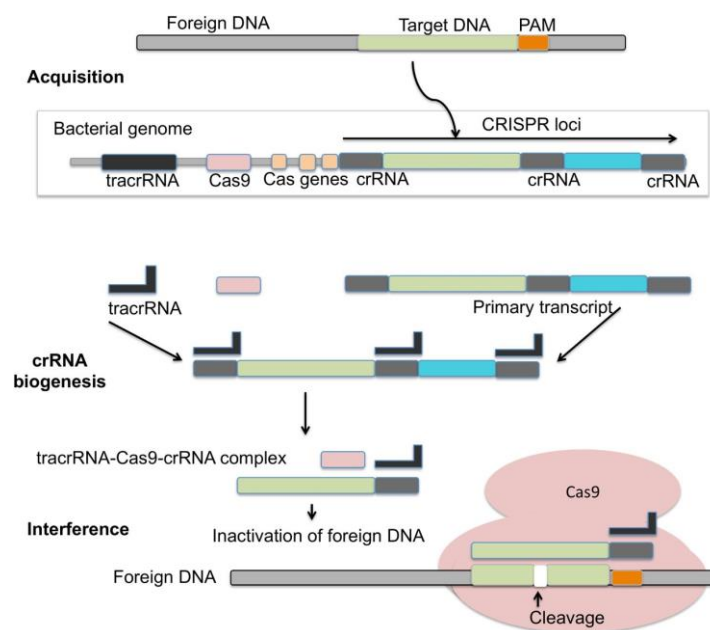 Foreign DNA Target DNA PAM
Acquisition
Bacterial genome CRISPR loci
tracrRNA Cas9 Cas genes crRNA crRNA crRNA
tracrRNA Primary transcript
crRNA
biogenesis
tracrRNA-Cas9-crRNA complex
Cas9
Interference
Inactivation of foreign DNA
Foreign DNA
Cleavage